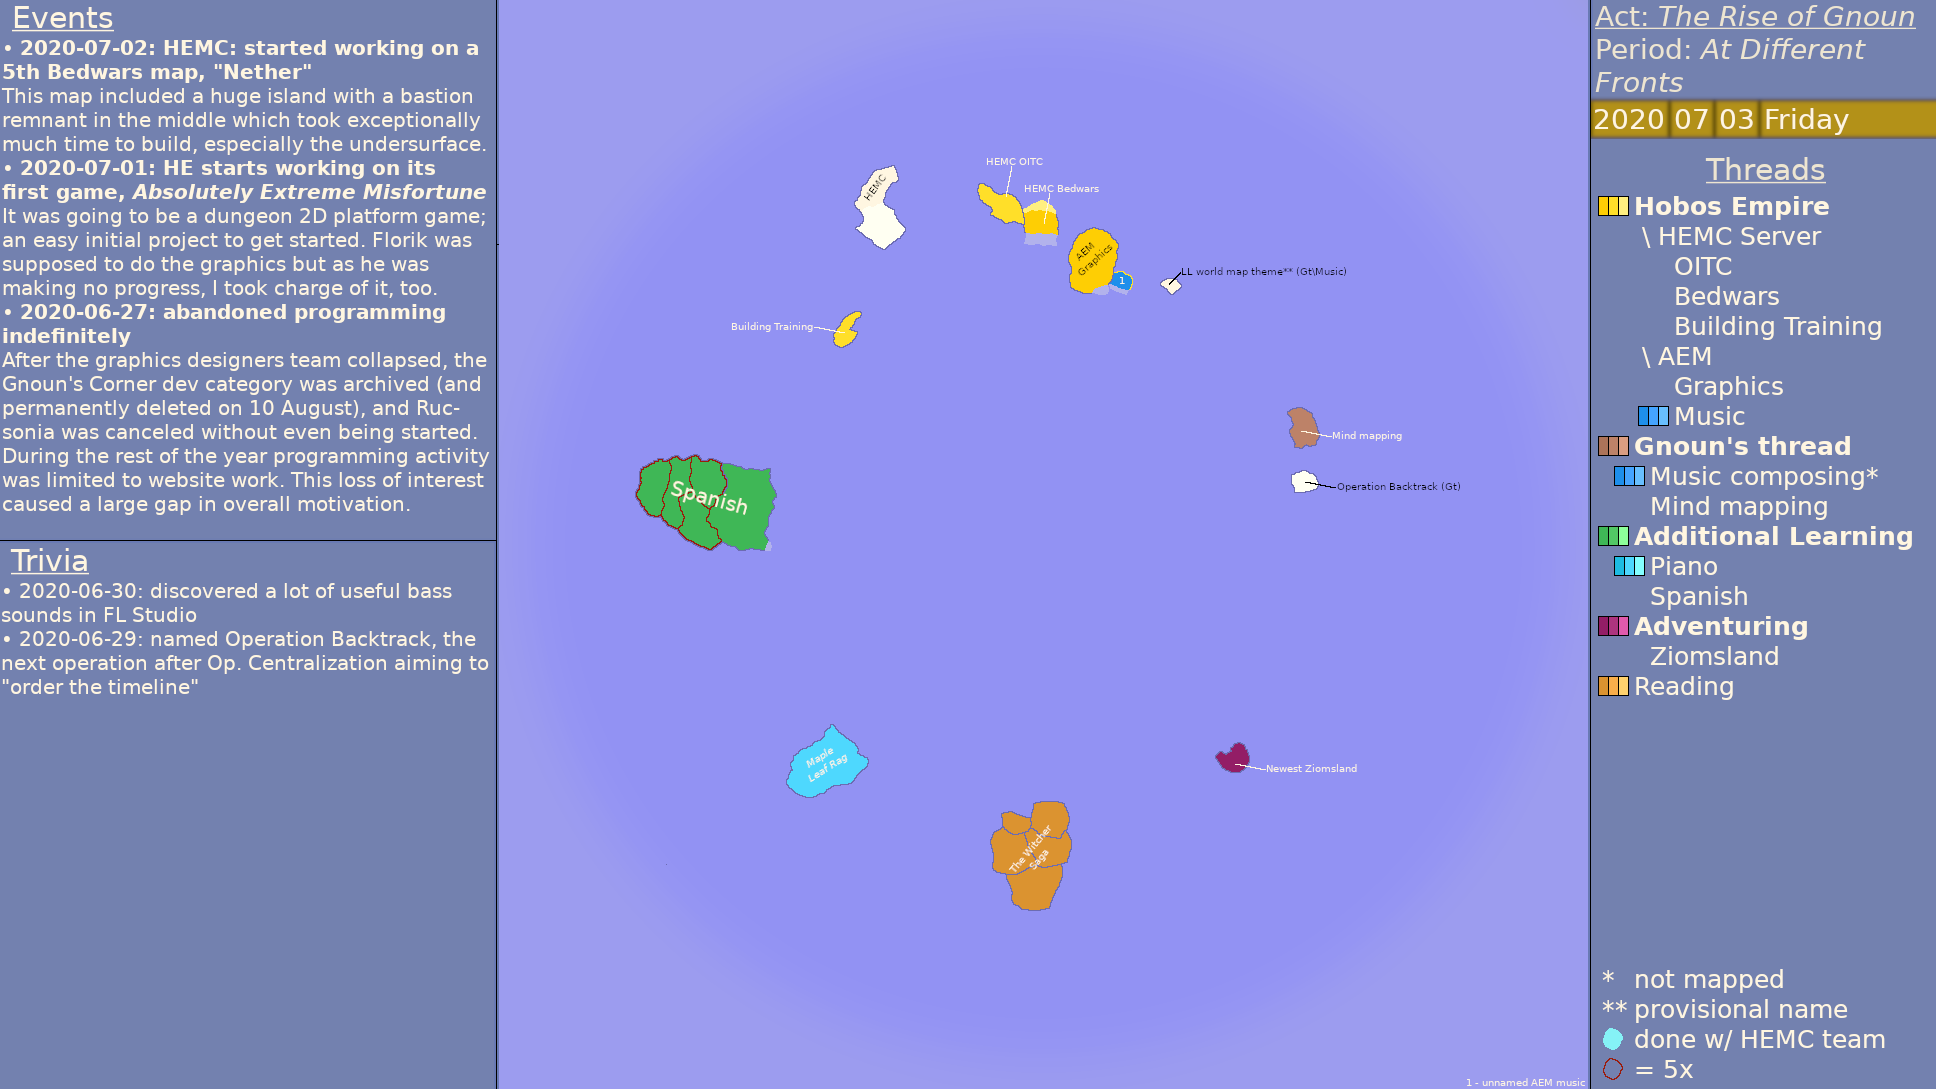 Events
• 2020-07-02: HEMC: started working on a
5th Bedwars map, "Nether"
This map included a huge island with a bastion
remnant in the middle which took exceptionally
much time to build, especially the undersurface.
• 2020-07-01: HE starts working on its
first game, Absolutely Extreme Misfortune
It was going to be a dungeon 2D platform game;
an easy initial project to get started. Florik was
supposed to do the graphics but as he was
making no progress, I took charge of it, too.
• 2020-06-27: abandoned programming
indefinitely
After the graphics designers team collapsed, the
Gnoun's Corner dev category was archived (and
permanently deleted on 10 August), and Ruc-
sonia was canceled without even being started.
During the rest of the year programming activity
was limited to website work. This loss of interest
caused a large gap in overall motivation.
Trivia
• 2020-06-30: discovered a lot of useful bass
sounds in FL Studio
• 2020-06-29: named Operation Backtrack, the
next operation after Op. Centralization aiming to
"order the timeline"
HEMC
HEMC OITC
HEMC Bedwars
AEM
Graphics
1
LL world map theme** (Gt\Music)
Building Training
Mind mapping
Operation Backtrack (Gt)
Spanish
Maple
Leaf Rag
Newest Ziomsland
The Witcher
Saga
1 - unnamed AEM music
Act: The Rise of Gnoun
Period: At Different
Fronts
2020 07 03 Friday
Threads
Hobos Empire
\ HEMC Server
OITC
Bedwars
Building Training
\ AEM
Graphics
Music
Gnoun's thread
Music composing*
Mind mapping
Additional Learning
Piano
Spanish
Adventuring
Ziomsland
Reading
* not mapped
** provisional name
done w/ HEMC team
= 5x